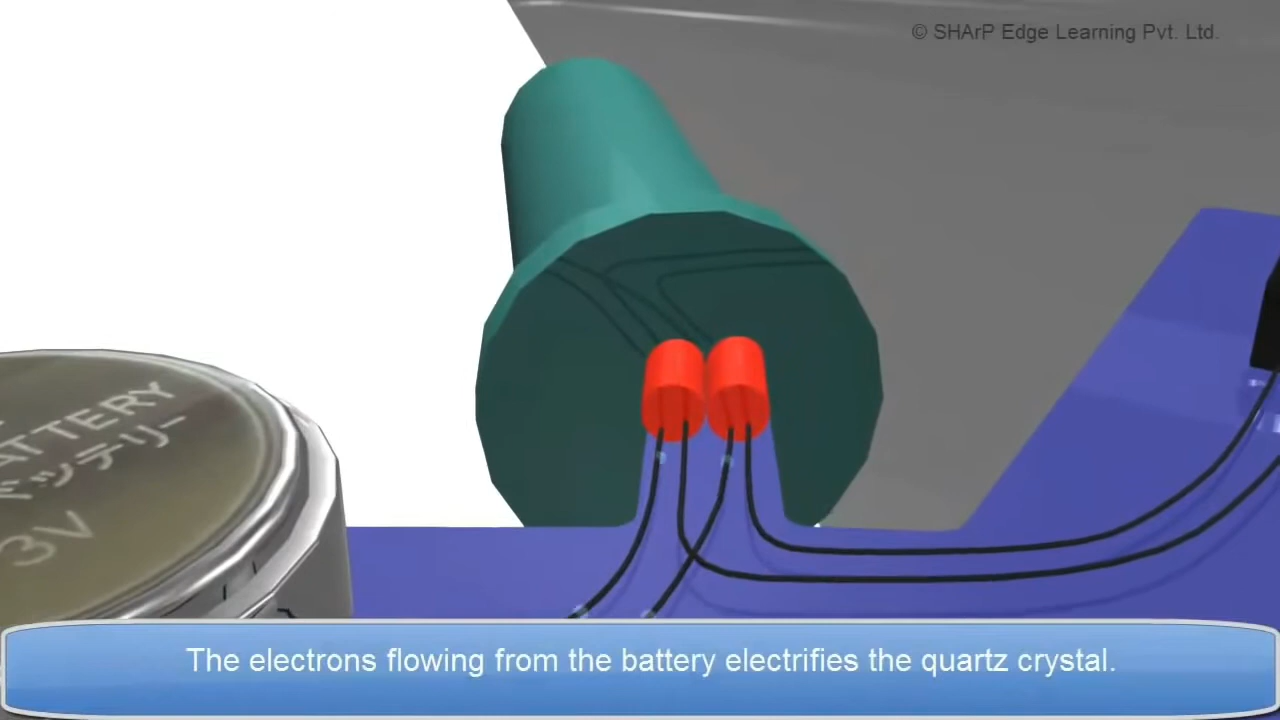 © SHArP Edge Learning Pvt. Ltd.
ATTERY
ッテリー
3V
The electrons flowing from the battery electrifies the quartz crystal.